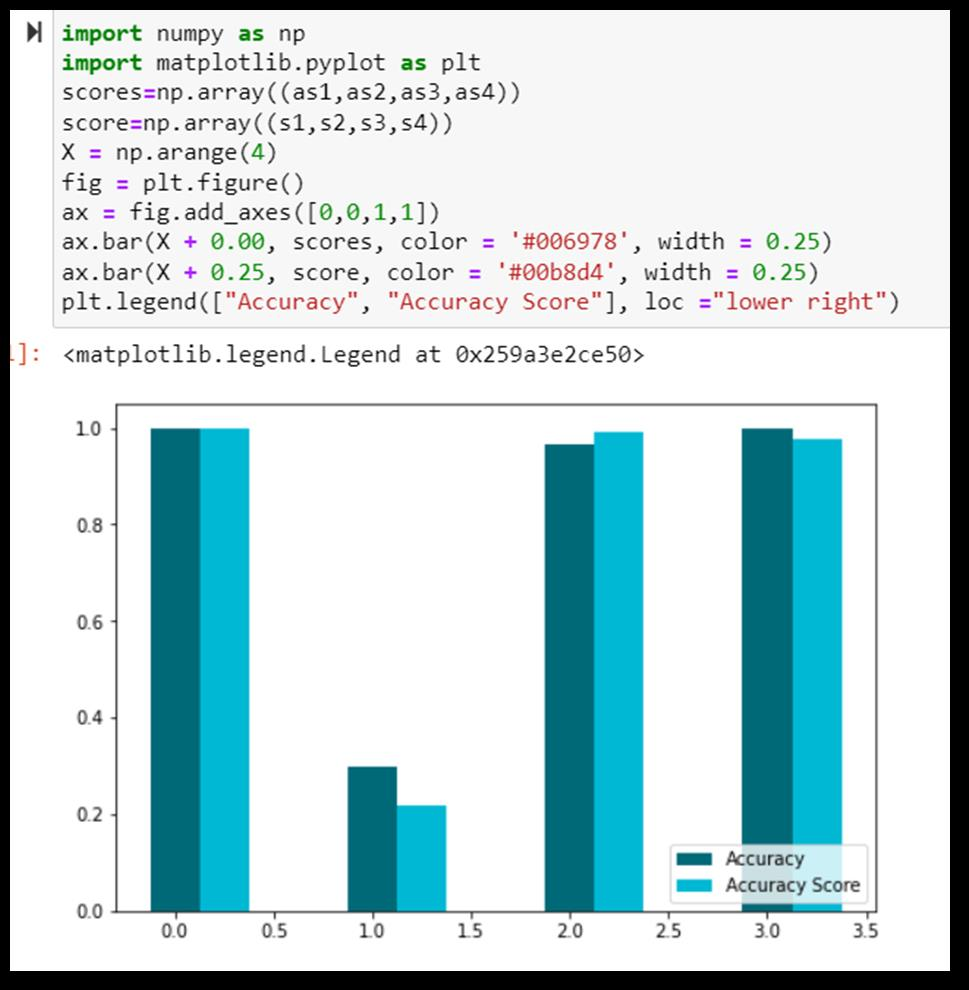 import numpy as np
import matplotlib.pyplot as plt
scores=np.array((as1,as2,as3,as4))
score=np.array((s1,s2,s3,s4))
X = np.arange(4)
fig = plt.figure()
ax = fig.add_axes([0,0,1,1])
ax.bar(X + 0.00, scores, color = '#006978', width = 0.25)
ax.bar(X + 0.25, score, color = '#00b8d4', width = 0.25)
plt.legend(["Accuracy", "Accuracy Score"], loc ="lower right")
]: <matplotlib.legend.Legend at 0x259a3e2ce50>
1.0
0.8
0.6
0.4
0.2
0.0
Accuracy
Accuracy Score
0.0 0.5 1.0 1.5 2.0 2.5 3.0 3.5